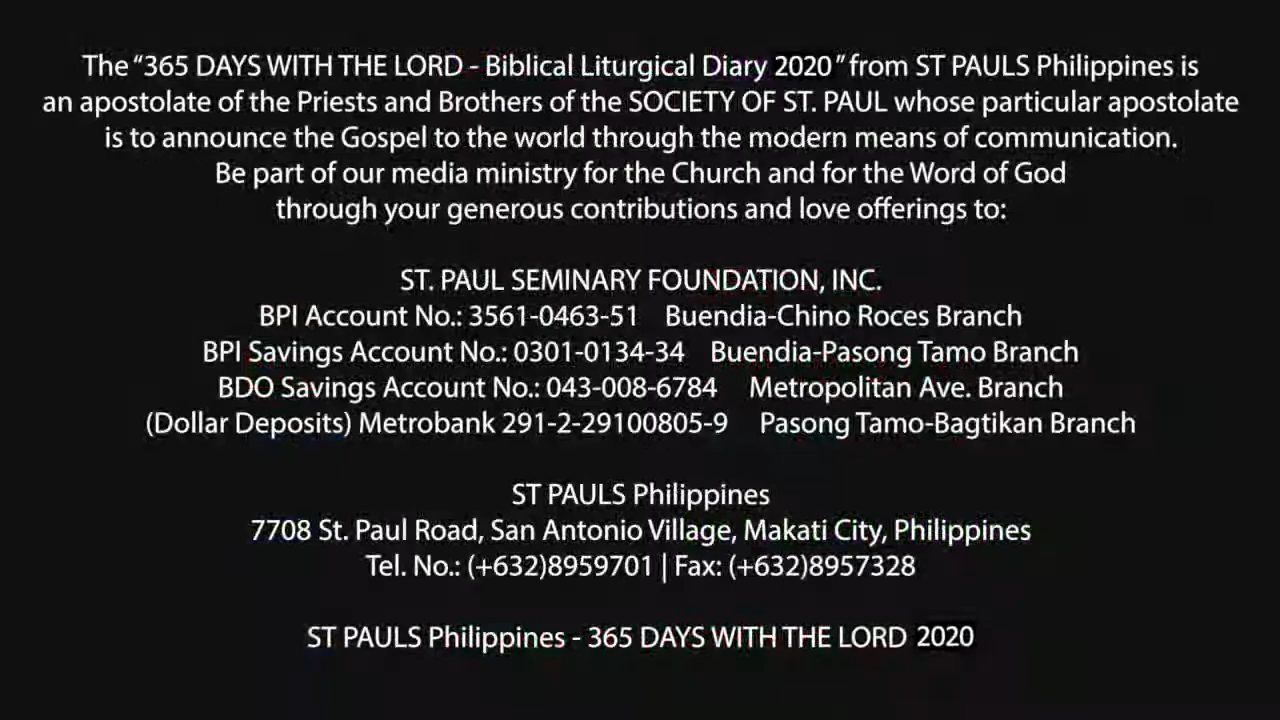 The “365 DAYS WITH THE LORD - Biblical Liturgical Diary 2020” from ST PAULS Philippines is
an apostolate of the Priests and Brothers of the SOCIETY OF ST. PAUL whose particular apostolate
is to announce the Gospel to the world through the modern means of communication.
Be part of our media ministry for the Church and for the Word of God
through your generous contributions and love offerings to:
ST. PAUL SEMINARY FOUNDATION, INC.
BPI Account No.: 3561-0463-51 Buendia-Chino Roces Branch
BPI Savings Account No.: 0301-0134-34 Buendia-Pasong Tamo Branch
BDO Savings Account No.: 043-008-6784 Metropolitan Ave. Branch
(Dollar Deposits) Metrobank 291-2-29100805-9 Pasong Tamo-Bagtikan Branch
ST PAULS Philippines
7708 St. Paul Road, San Antonio Village, Makati City, Philippines
Tel. No.: (+632)8959701 | Fax: (+632)8957328
ST PAULS Philippines - 365 DAYS WITH THE LORD 2020